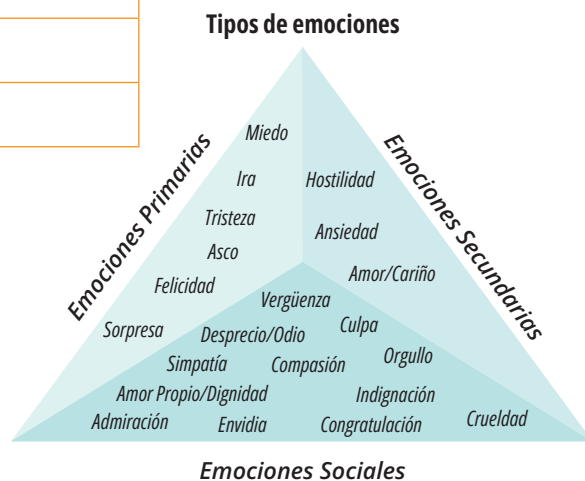 Tipos de emociones
Emociones Primarias
Miedo
Ira
Tristeza
Asco
Felicidad
Sorpresa
Emociones Secundarias
Hostilidad
Ansiedad
Amor/Cariño
Vergüenza
Desprecio/Odio
Culpa
Simpatía
Compasión
Orgullo
Amor Propio/Dignidad
Indignación
Admiración
Envidia
Congratulación
Crueldad
Emociones Sociales